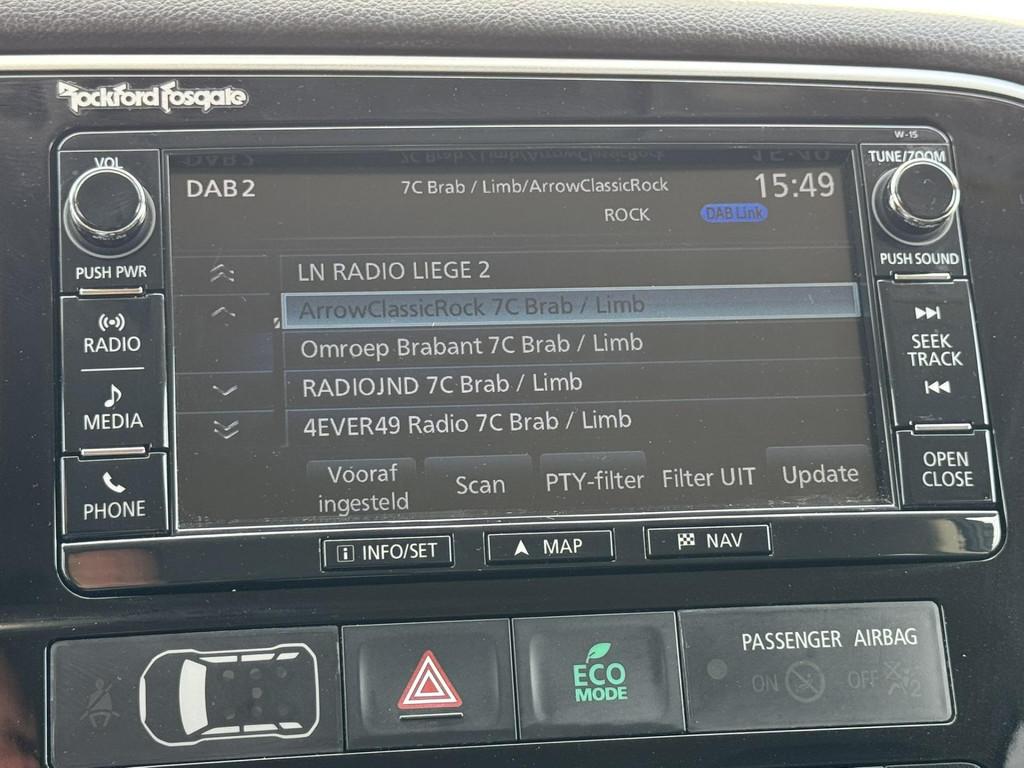 Rockford Fosgate
W-15
VOL
TUNE/ZOOM
DAB2
7C Brab / Limb/ArrowClassicRock
15:49
ROCK
DAB Link
PUSH PWR
PUSH SOUND
LN RADIO LIEGE 2
ArrowClassicRock 7C Brab / Limb
Omroep Brabant 7C Brab / Limb
RADIOJND 7C Brab / Limb
4EVER49 Radio 7C Brab / Limb
RADIO
MEDIA
PHONE
SEEK
TRACK
OPEN
CLOSE
Vooraf
ingesteld
Scan
PTY-filter
Filter UIT
Update
INFO/SET
MAP
NAV
ECO
MODE
PASSENGER AIRBAG
ON
OFF
2